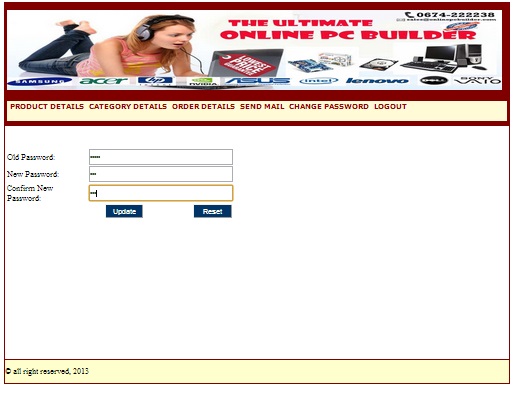 0674-222238
THE ULTIMATE
sales@onlinepcbuilder.com
ONLINE PC BUILDER
LOWEST PRICE
SAMSUNG acer hp NVIDIA ASUS intel lenovo DELL SONY
VAIO
PRODUCT DETAILS CATEGORY DETAILS ORDER DETAILS SEND MAIL CHANGE PASSWORD LOGOUT
Old Password: •••••
New Password: •••
Confirm New
Password: •••
Update Reset
© all right reserved, 2013